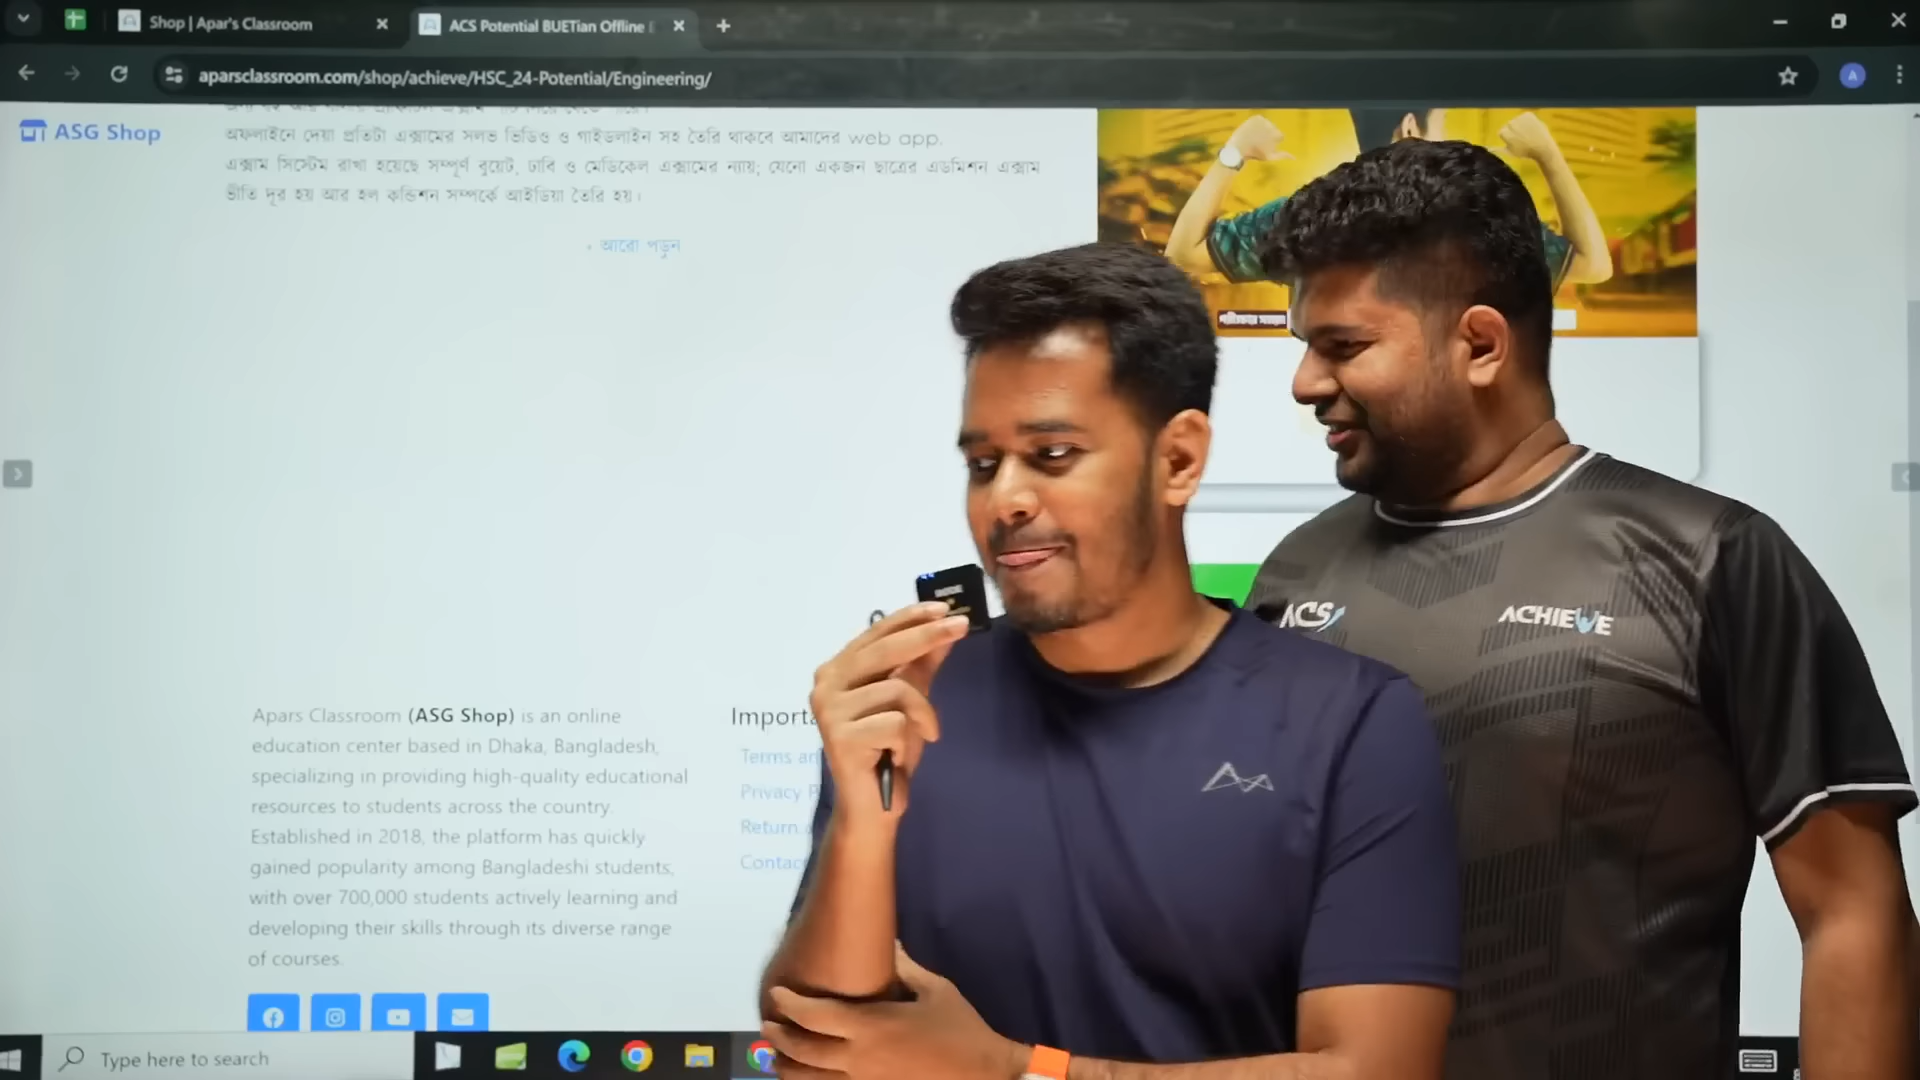 Shop | Apar's Classroom
ACS Potential BUETian Offline
aparsclassroom.com/shop/achieve/HSC_24-Potential/Engineering/
A
ASG Shop
অফলাইনে দেয়া প্রতিটা এক্সামের সলভ ভিডিও ও গাইডলাইন সহ তৈরি থাকবে আমাদের web app.
এক্সাম সিস্টেম রাখা হয়েছে সম্পূর্ণ বুয়েট, ঢাবি ও মেডিকেল এক্সামের ন্যায়; যেনো একজন ছাত্রের এডমিশন এক্সাম
ভীতি দূর হয় আর হল কন্ডিশন সম্পর্কে আইডিয়া তৈরি হয়।
আরো পড়ুন
ACS
ACHIEVE
Apars Classroom (ASG Shop) is an online
education center based in Dhaka, Bangladesh,
specializing in providing high-quality educational
resources to students across the country.
Established in 2018, the platform has quickly
gained popularity among Bangladeshi students,
with over 700,000 students actively learning and
developing their skills through its diverse range
of courses.
Importa
Terms an
Privacy P
Return
Contac
Type here to search